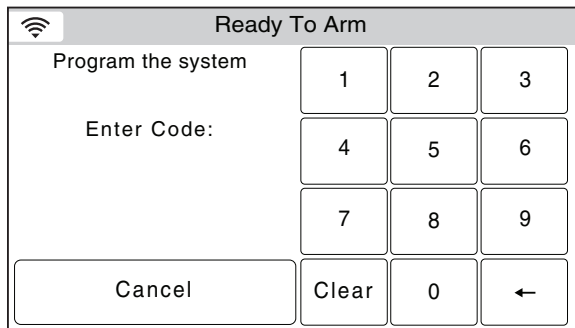 Ready To Arm
Program the system
Enter Code:
1 2 3
4 5 6
7 8 9
Cancel Clear 0 ←